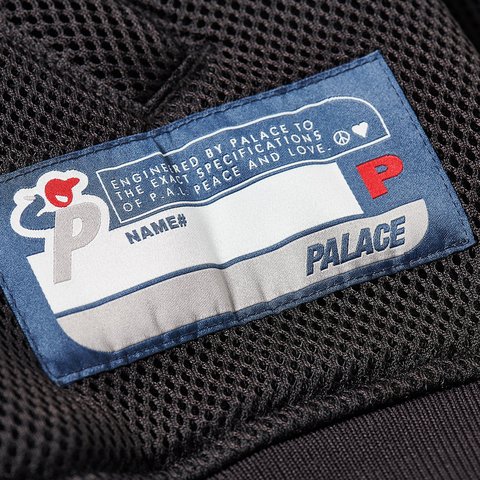 ENGINEERED BY PALACE TO
THE EXACT SPECIFICATIONS
OF P.A.L PEACE AND LOVE.
P
P
NAME#
PALACE